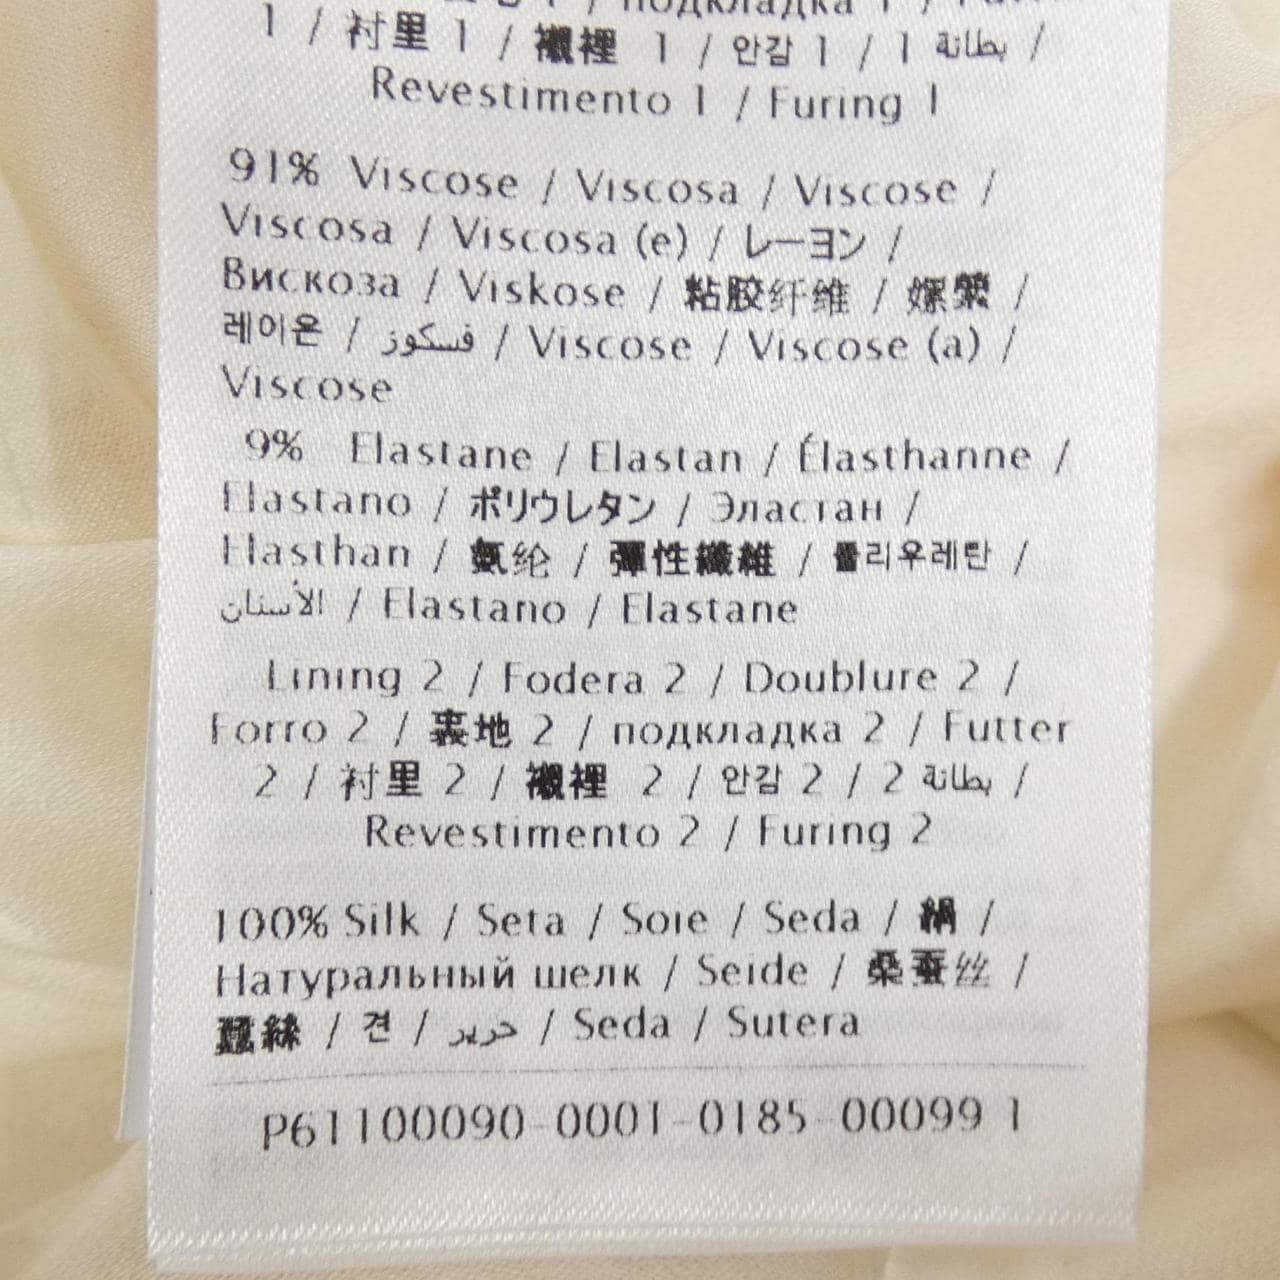 / подкладка 1 /
1 / 衬里 1 / 襯裡 1 / 안감 1 / 1 بطانة /
Revestimento 1 / Furing 1
91% Viscose / Viscosa / Viscose /
Viscosa / Viscosa (e) / レーヨン /
Вискоза / Viskose / 粘胶纤维 / 嫘縈 /
레이온 / فسكوز / Viscose / Viscose (a) /
Viscose
9% Elastane / Elastan / Élasthanne /
Elastano / ポリウレタン / Эластан /
Elasthan / 氨纶 / 彈性纖維 / 폴리우레탄 /
الأستان / Elastano / Elastane
Lining 2 / Fodera 2 / Doublure 2 /
Forro 2 / 裏地 2 / подкладка 2 / Futter
2 / 衬里 2 / 襯裡 2 / 안감 2 / 2 بطانة /
Revestimento 2 / Furing 2
100% Silk / Seta / Soie / Seda / 絹 /
Натуральный шелк / Seide / 桑蚕丝 /
蠶絲 / 견 / حرير / Seda / Sutera
P61100090-0001-0185-00099 1